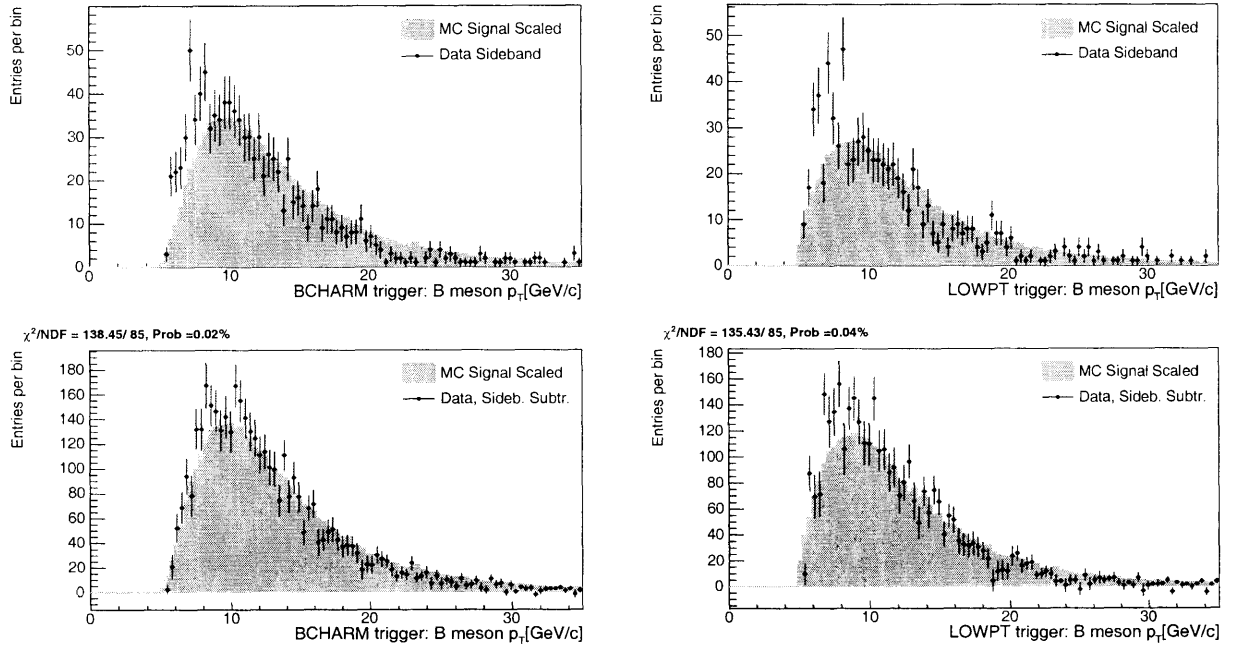 Entries per bin
50
40
30
20
10
0
MC Signal Scaled
Data Sideband
0
10
20
30
BCHARM trigger: B meson pT[GeV/c]
Entries per bin
50
40
30
20
10
0
MC Signal Scaled
Data Sideband
0
10
20
30
LOWPT trigger: B meson pT[GeV/c]
χ²/NDF = 138.45/ 85, Prob =0.02%
Entries per bin
180
160
140
120
100
80
60
40
20
0
MC Signal Scaled
Data, Sideb. Subtr.
0
10
20
30
BCHARM trigger: B meson pT[GeV/c]
χ²/NDF = 135.43/ 85, Prob =0.04%
Entries per bin
180
160
140
120
100
80
60
40
20
0
MC Signal Scaled
Data, Sideb. Subtr.
0
10
20
30
LOWPT trigger: B meson pT[GeV/c]